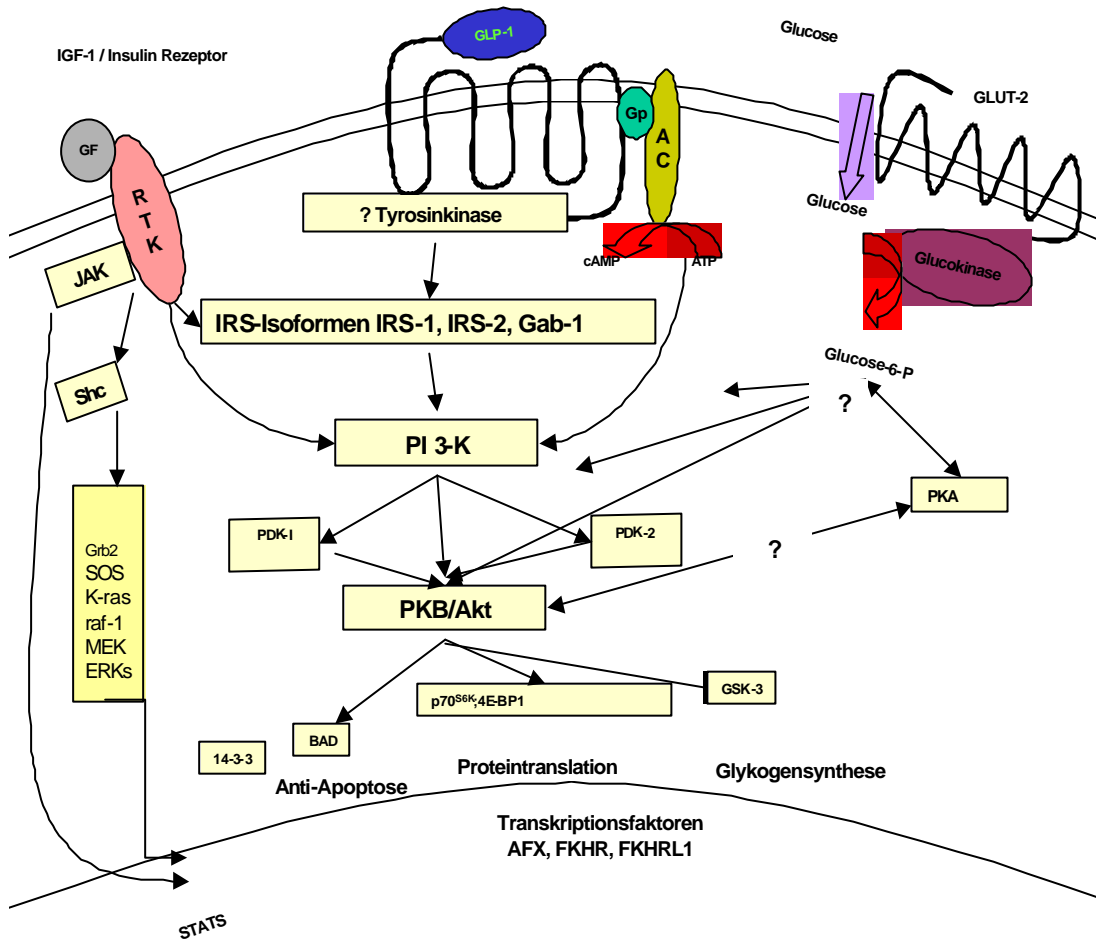 GLP-1
Glucose
IGF-1 / Insulin Rezeptor
GLUT-2
Gp
A
C
GF
R
T
K
? Tyrosinkinase
Glucose
cAMP
ATP
Glucokinase
JAK
IRS-Isoformen IRS-1, IRS-2, Gab-1
Glucose-6-P
Shc
?
PI 3-K
PKA
PDK-1
PDK-2
?
Grb2
SOS
K-ras
raf-1
MEK
ERKs
PKB/Akt
p70S6K;4E-BP1
GSK-3
BAD
14-3-3
Anti-Apoptose
Proteintranslation
Glykogensynthese
Transkriptionsfaktoren
AFX, FKHR, FKHRL1
STATS